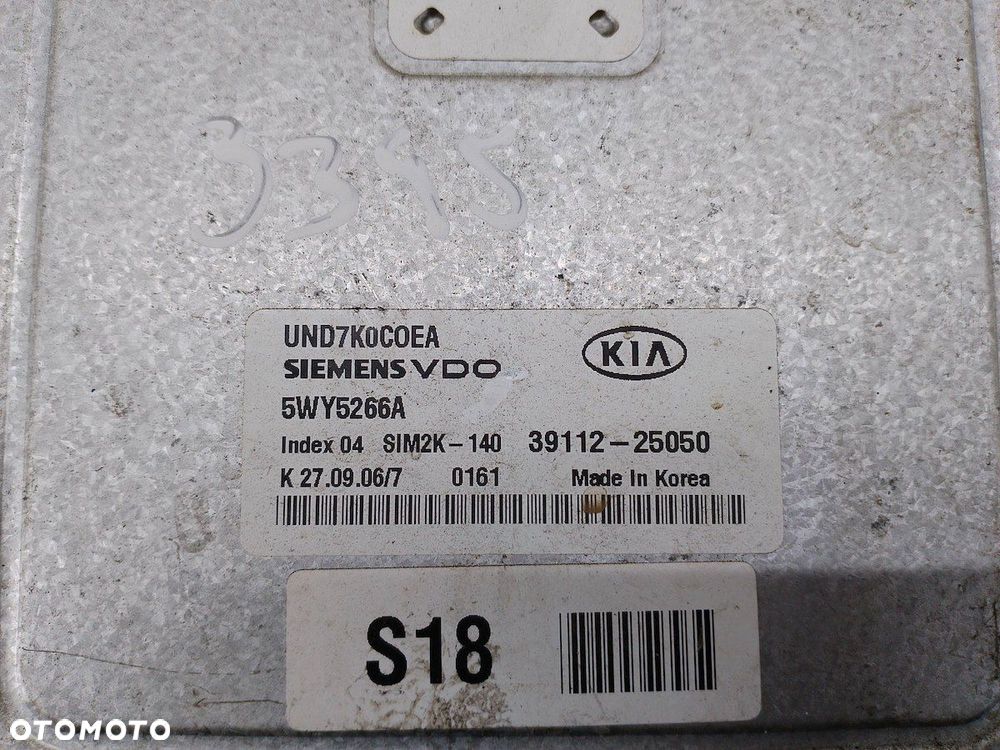 3345
UND7K0COEA
KIA
SIEMENS VDO
5WY5266A
Index 04 SIM2K-140 39112-25050
K 27.09.06/7 0161 Made In Korea
S18
OTOMOTO